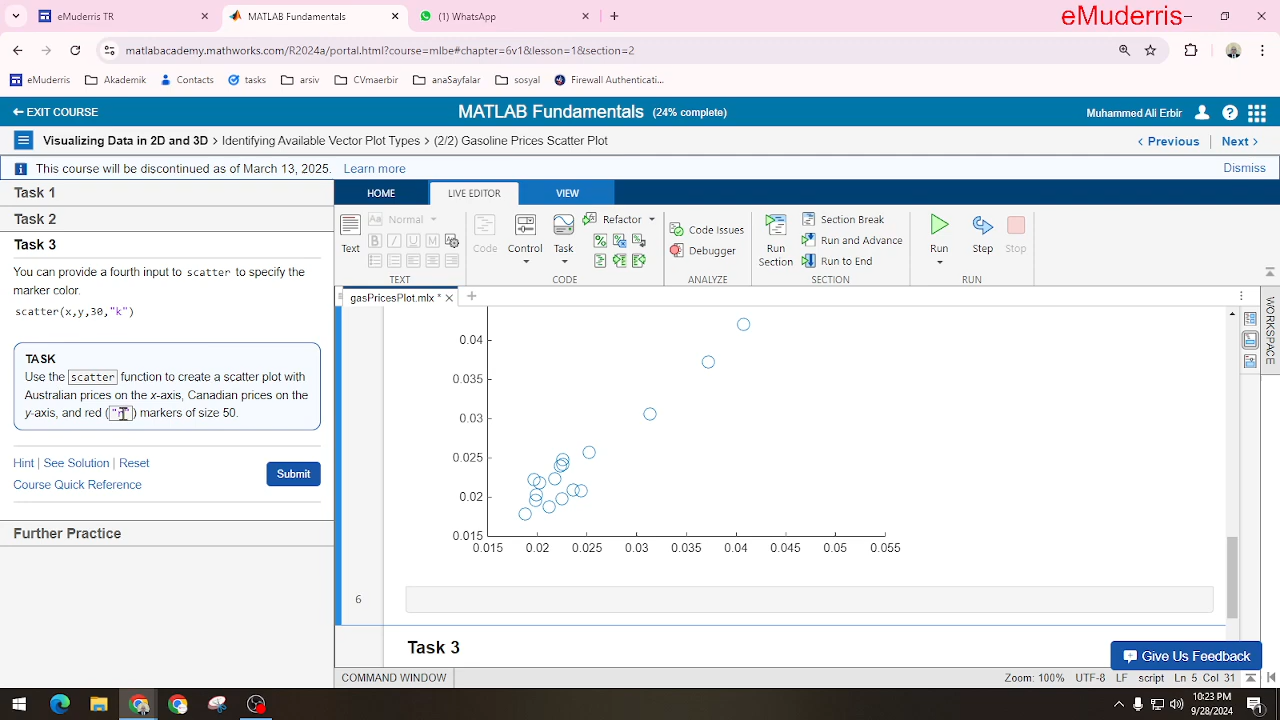 eMuderris TR
MATLAB Fundamentals
(1) WhatsApp
eMuderris
matlabacademy.mathworks.com/R2024a/portal.html?course=mlbe#chapter=6v1&lesson=1&section=2
eMuderris
Akademik
Contacts
tasks
arsiv
CVmaerbir
anaSayfalar
sosyal
Firewall Authenticati...
EXIT COURSE
MATLAB Fundamentals (24% complete)
Muhammed Ali Erbir
Visualizing Data in 2D and 3D > Identifying Available Vector Plot Types > (2/2) Gasoline Prices Scatter Plot
< Previous | Next >
This course will be discontinued as of March 13, 2025. Learn more
Dismiss
Task 1
Task 2
Task 3
You can provide a fourth input to scatter to specify the
marker color.
scatter(x,y,30,"k")
TASK
Use the scatter function to create a scatter plot with
Australian prices on the x-axis, Canadian prices on the
y-axis, and red ( ) markers of size 50.
Hint | See Solution | Reset
Submit
Course Quick Reference
Further Practice
HOME
LIVE EDITOR
VIEW
Text
Aa Normal
B I U M
TEXT
Code
Control
Task
Refactor
CODE
Code Issues
Debugger
ANALYZE
Run
Section
Section Break
Run and Advance
Run to End
SECTION
Run
Step
Stop
RUN
gasPricesPlot.mlx *
WORKSPACE
0.04
0.035
0.03
0.025
0.02
0.015
0.015 0.02 0.025 0.03 0.035 0.04 0.045 0.05 0.055
6
Task 3
Give Us Feedback
COMMAND WINDOW
Zoom: 100% UTF-8 LF script Ln 5 Col 31
10:23 PM
9/28/2024